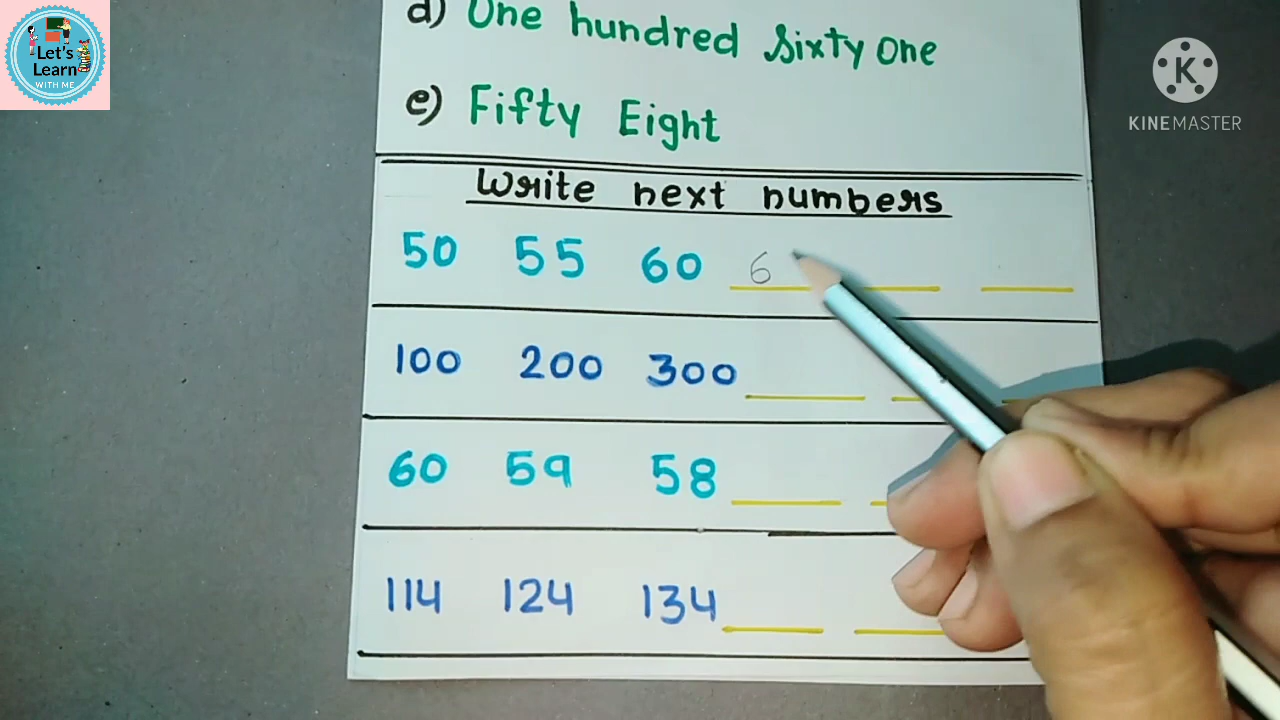 Let's
Learn
WITH ME
KINEMASTER
d) One hundred Sixty One
e) Fifty Eight
Write next numbers
50 55 60 6
100 200 300
60 59 58
114 124 134